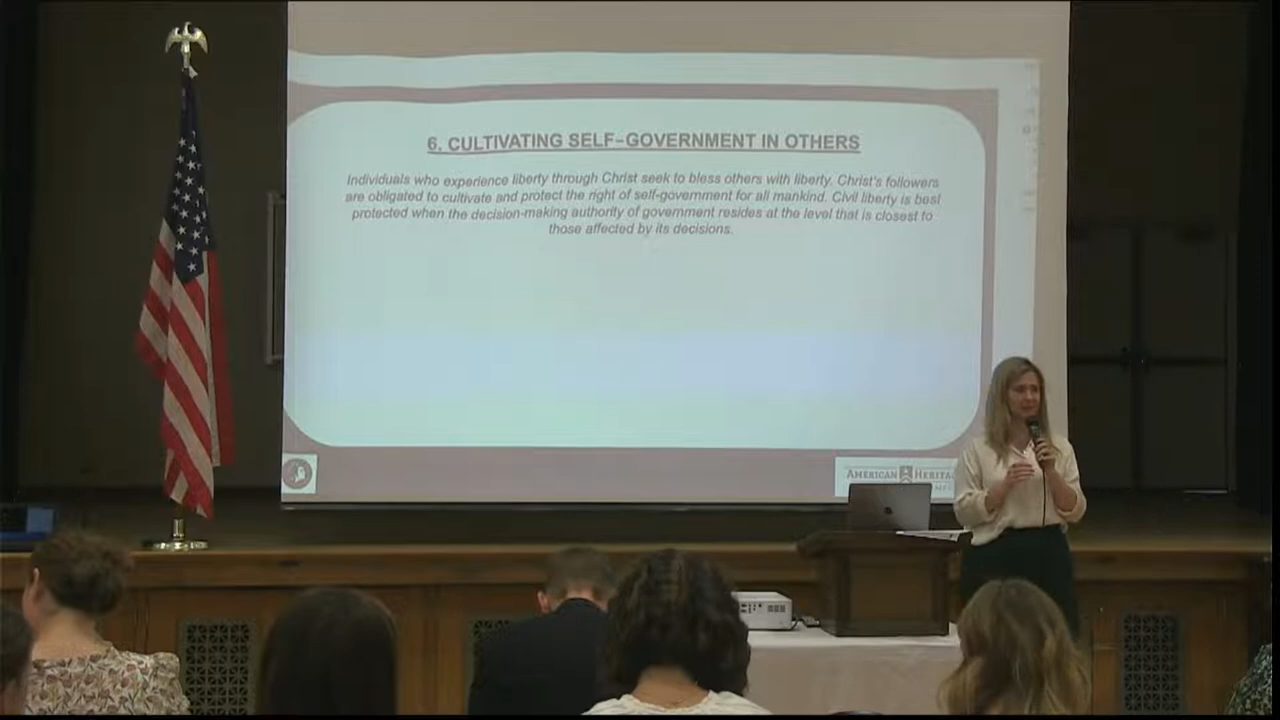 6. CULTIVATING SELF-GOVERNMENT IN OTHERS
Individuals who experience liberty through Christ seek to bless others with liberty. Christ's followers
are obligated to cultivate and protect the right of self-government for all mankind. Civil liberty is best
protected when the decision-making authority of government resides at the level that is closest to
those affected by its decisions.
AMERICAN HERITAG